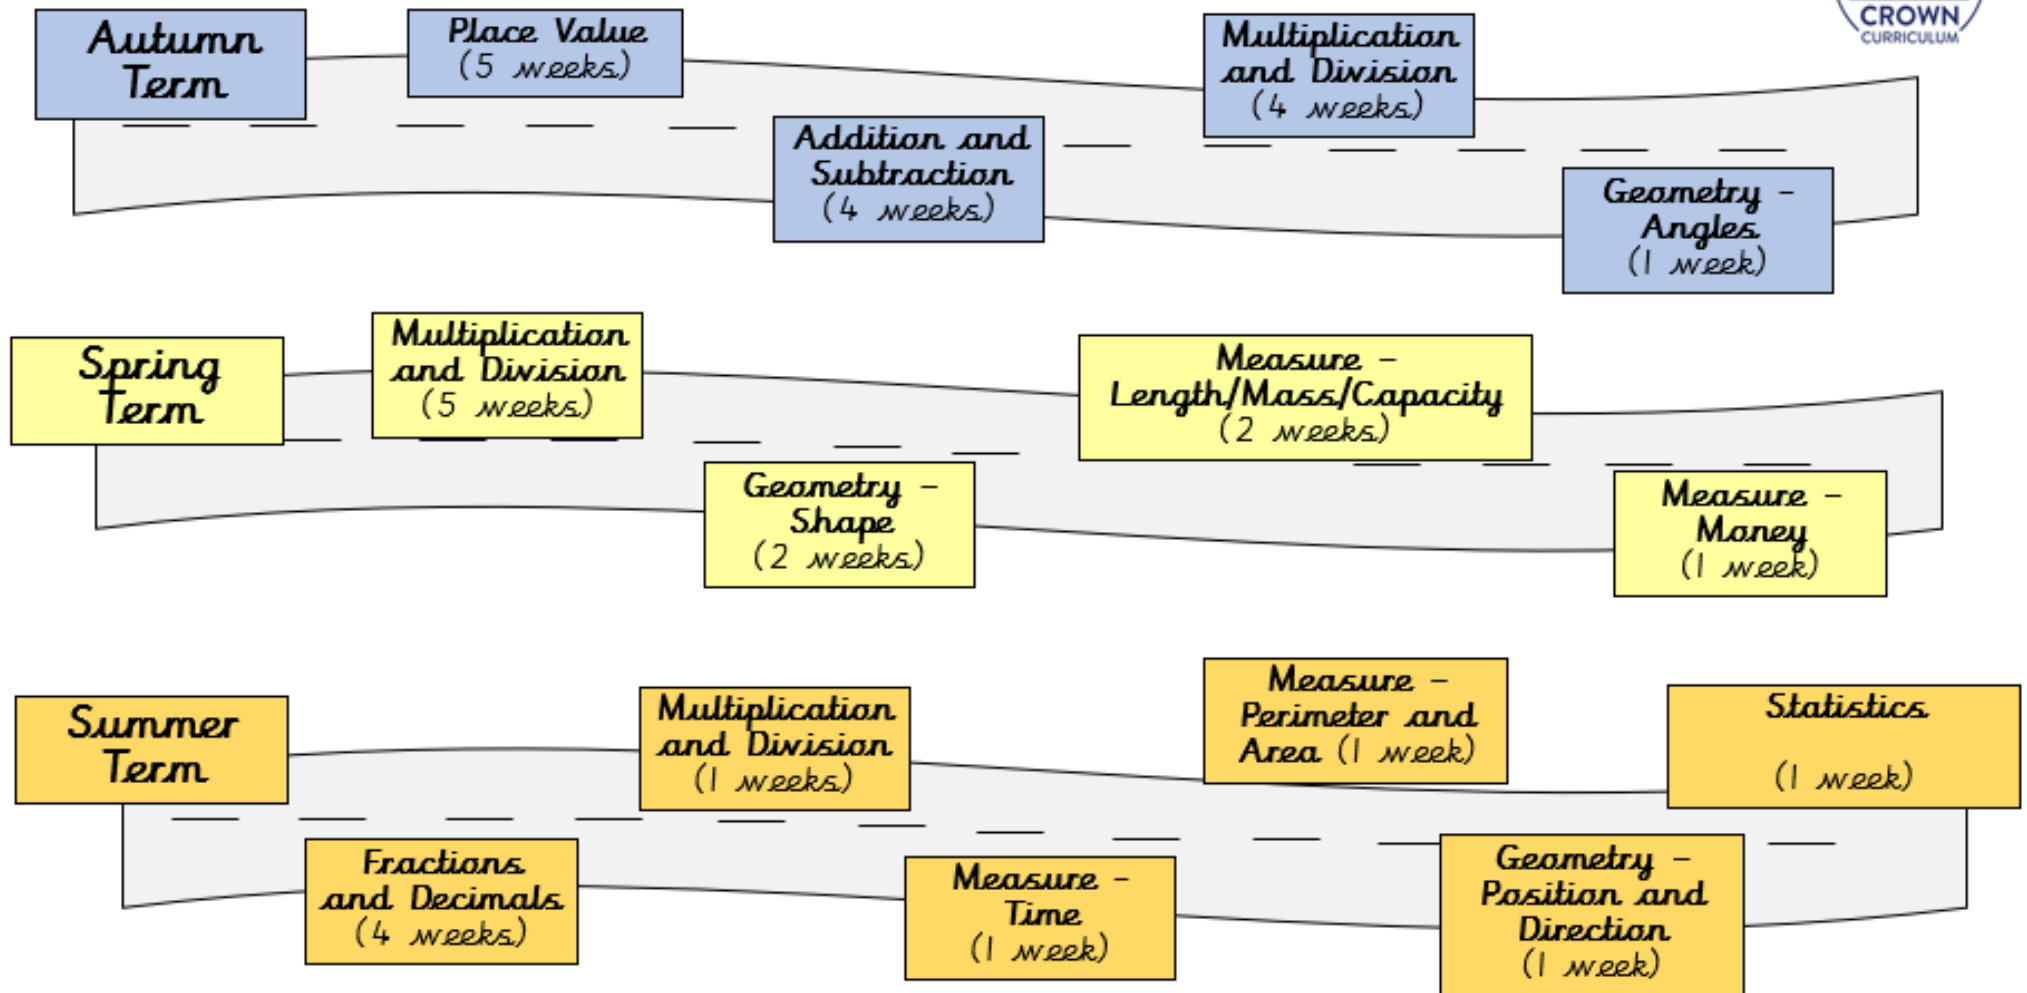 CROWN
CURRICULUM
Autumn
Term
Place Value
(5 weeks)
Addition and
Subtraction
(4 weeks)
Multiplication
and Division
(4 weeks)
Geometry -
Angles
(1 week)
Spring
Term
Multiplication
and Division
(5 weeks)
Geometry -
Shape
(2 weeks)
Measure -
Length/Mass/Capacity
(2 weeks)
Measure -
Money
(1 week)
Summer
Term
Fractions
and Decimals
(4 weeks)
Multiplication
and Division
(1 weeks)
Measure -
Time
(1 week)
Measure -
Perimeter and
Area (1 week)
Geometry -
Position and
Direction
(1 week)
Statistics
(1 week)